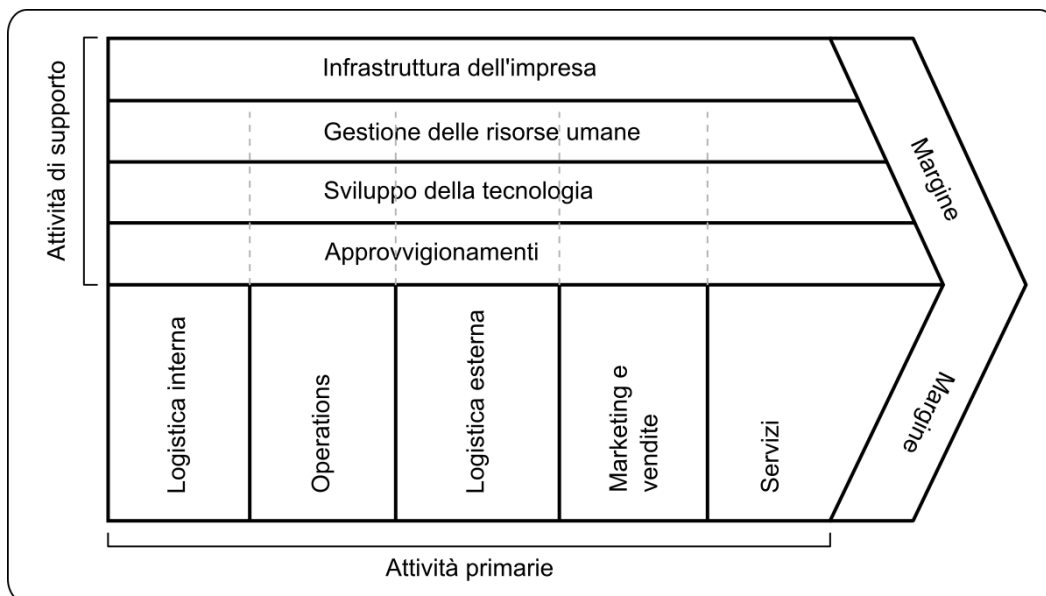 Attività di supporto
Infrastruttura dell'impresa
Gestione delle risorse umane
Sviluppo della tecnologia
Approvvigionamenti
Margine
Logistica interna
Operations
Logistica esterna
Marketing e
vendite
Servizi
Margine
Attività primarie